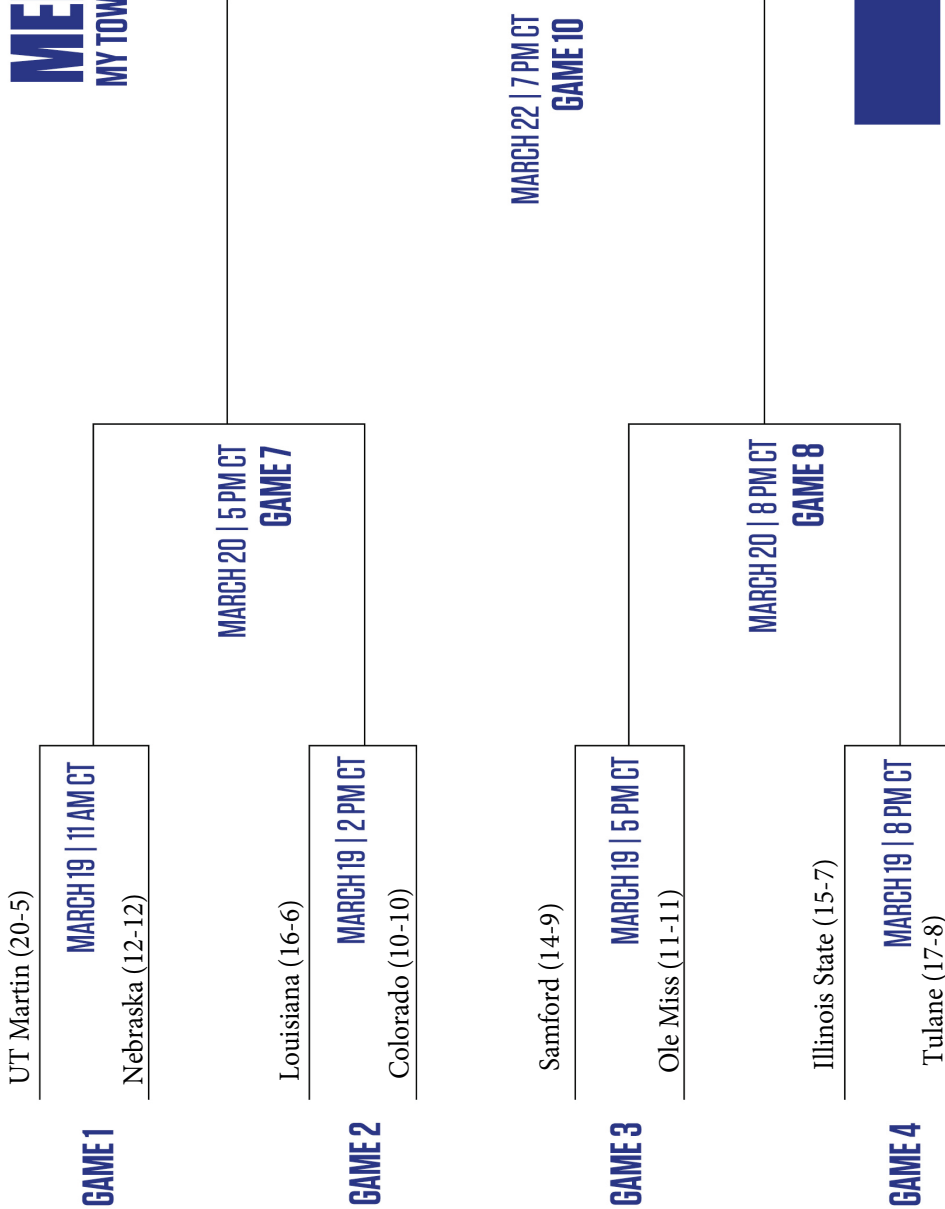 ME
MY TOW
UT Martin (20-5)
GAME 1
MARCH 19 | 11 AM CT
Nebraska (12-12)
MARCH 20 | 5 PM CT
GAME 7
Louisiana (16-6)
GAME 2
MARCH 19 | 2 PM CT
Colorado (10-10)
MARCH 22 | 7 PM CT
GAME 10
Samford (14-9)
GAME 3
MARCH 19 | 5 PM CT
Ole Miss (11-11)
MARCH 20 | 8 PM CT
GAME 8
Illinois State (15-7)
GAME 4
MARCH 19 | 8 PM CT
Tulane (17-8)